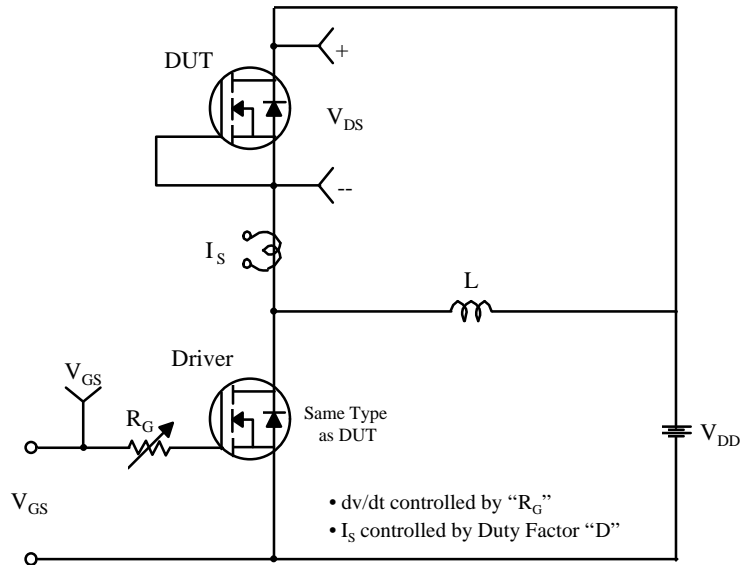 DUT
+
V_DS
--
I_S
L
Driver
V_GS
R_G
Same Type
as DUT
V_DD
V_GS
• dv/dt controlled by “R_G”
• I_S controlled by Duty Factor “D”